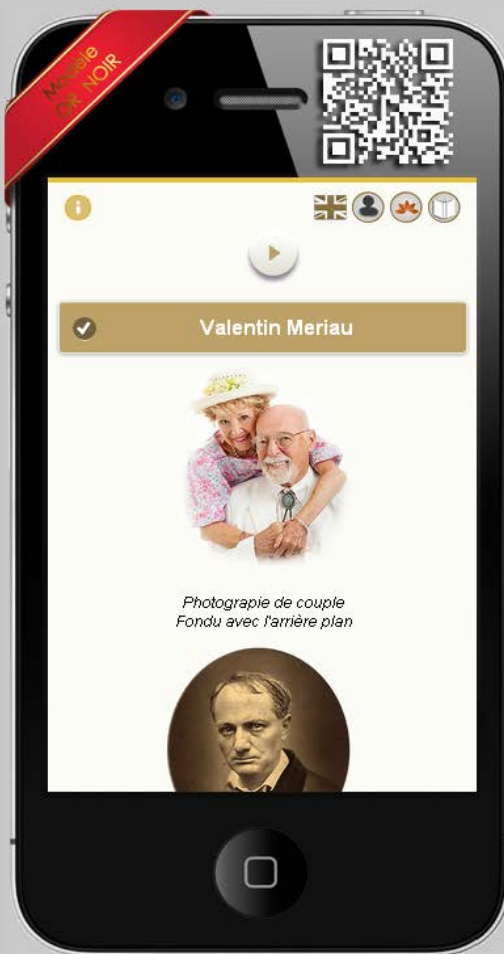 Modèle
OR NOIR
Valentin Meriau
Photograpie de couple
Fondu avec l'arrière plan